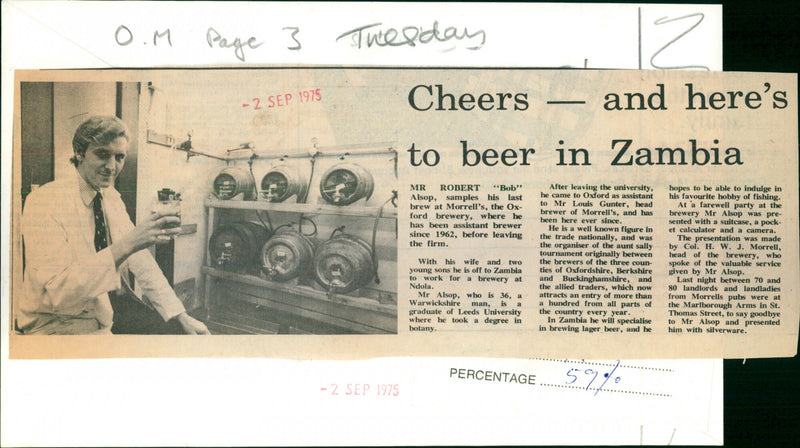 O.M Page 3 Tuesday
12
-2 SEP 1975
Cheers — and here's
to beer in Zambia
MR ROBERT "Bob"
Alsop, samples his last
brew at Morrell's, the Ox-
ford brewery, where he
has been assistant brewer
since 1962, before leaving
the firm.
With his wife and two
young sons he is off to Zambia
to work for a brewery at
Ndola.
Mr Alsop, who is 36, a
Warwickshire man, is a
graduate of Leeds University
where he took a degree in
botany.
After leaving the university,
he came to Oxford as assistant
to Mr Louis Gunter, head
brewer of Morrell's, and has
been here ever since.
He is a well known figure in
the trade nationally, and was
the organiser of the aunt sally
tournament originally between
the brewers of the three coun-
ties of Oxfordshire, Berkshire
and Buckinghamshire, and
the allied traders, which now
attracts an entry of more than
a hundred from all parts of
the country every year.
In Zambia he will specialise
in brewing lager beer, and he
hopes to be able to indulge in
his favourite hobby of fishing.
At a farewell party at the
brewery Mr Alsop was pre-
sented with a suitcase, a pock-
et calculator and a camera.
The presentation was made
by Col. H. W. J. Morrell,
head of the brewery, who
spoke of the valuable service
given by Mr Alsop.
Last night between 70 and
80 landlords and landladies
from Morrells pubs were at
the Marlborough Arms in St.
Thomas Street, to say goodbye
to Mr Alsop and presented
him with silverware.
PERCENTAGE 59%
-2 SEP 1975